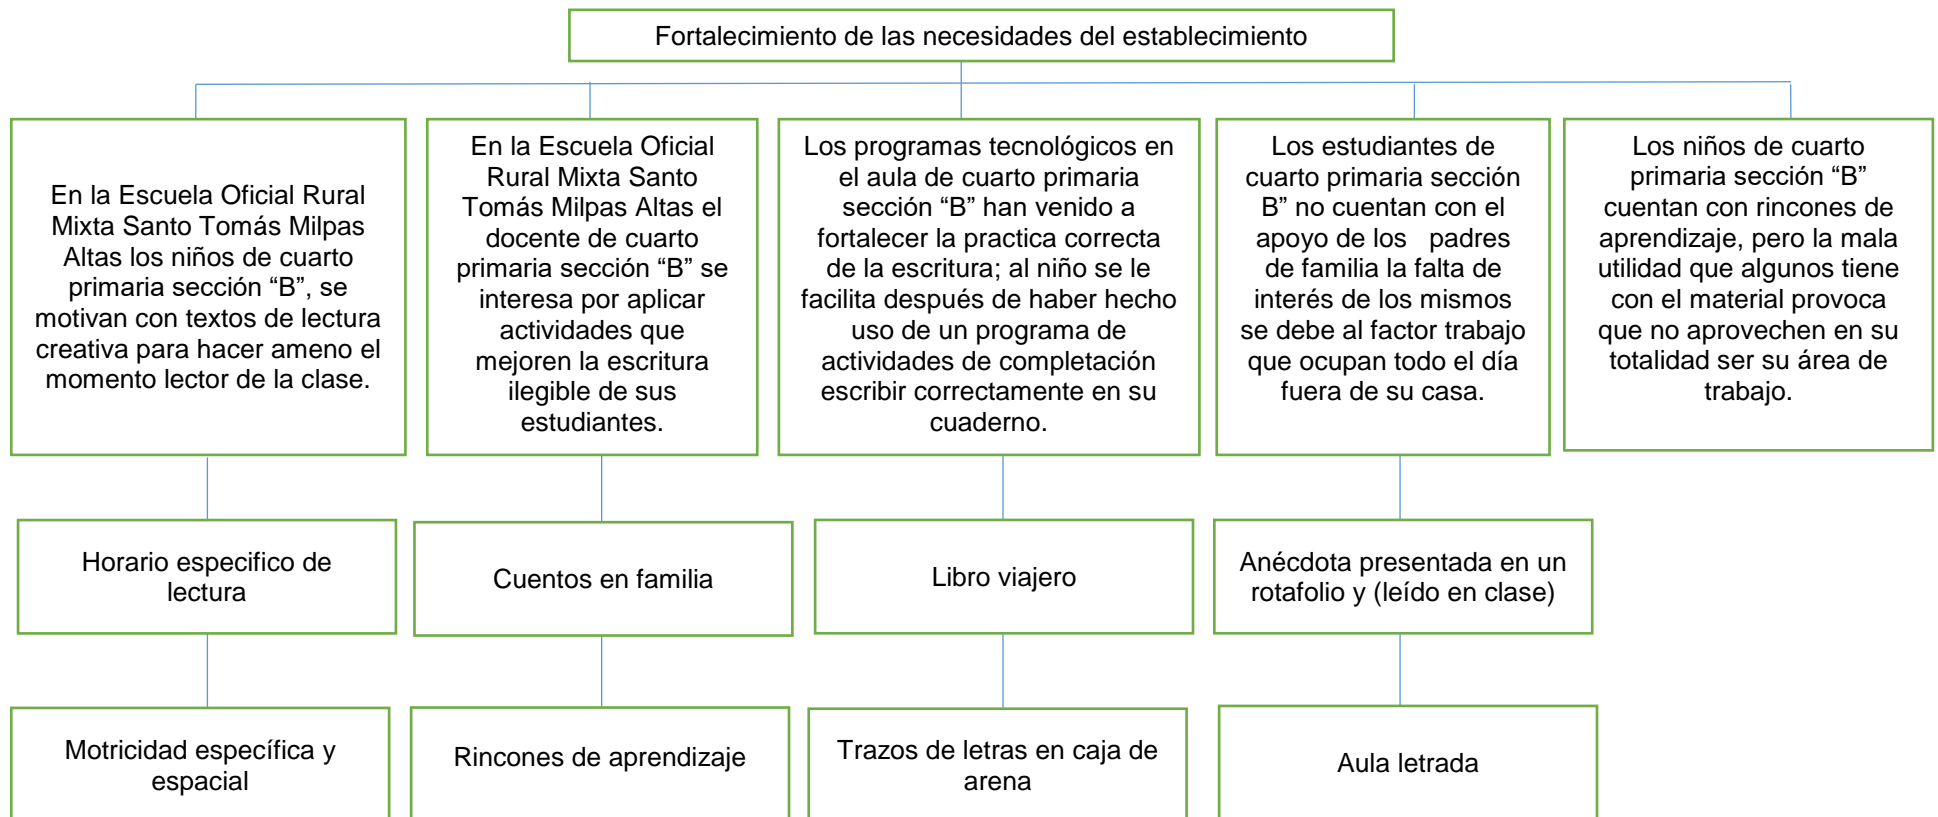 Fortalecimiento de las necesidades del establecimiento
En la Escuela Oficial Rural
Mixta Santo Tomás Milpas
Altas los niños de cuarto
primaria sección “B”, se
motivan con textos de lectura
creativa para hacer ameno el
momento lector de la clase.
En la Escuela Oficial
Rural Mixta Santo
Tomás Milpas Altas el
docente de cuarto
primaria sección “B” se
interesa por aplicar
actividades que
mejoren la escritura
ilegible de sus
estudiantes.
Los programas tecnológicos en
el aula de cuarto primaria
sección “B” han venido a
fortalecer la practica correcta
de la escritura; al niño se le
facilita después de haber hecho
uso de un programa de
actividades de completación
escribir correctamente en su
cuaderno.
Los estudiantes de
cuarto primaria sección
B” no cuentan con el
apoyo de los padres
de familia la falta de
interés de los mismos
se debe al factor trabajo
que ocupan todo el día
fuera de su casa.
Los niños de cuarto
primaria sección “B”
cuentan con rincones de
aprendizaje, pero la mala
utilidad que algunos tiene
con el material provoca
que no aprovechen en su
totalidad ser su área de
trabajo.
Horario especifico de
lectura
Cuentos en familia
Libro viajero
Anécdota presentada en un
rotafolio y (leído en clase)
Motricidad específica y
espacial
Rincones de aprendizaje
Trazos de letras en caja de
arena
Aula letrada